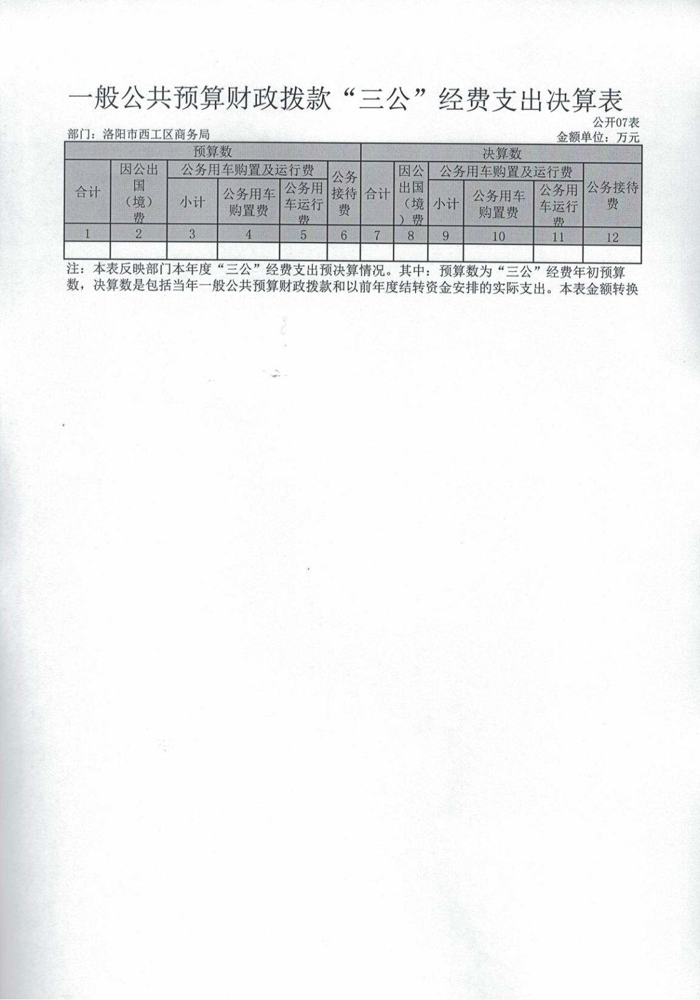 一般公共预算财政拨款“三公”经费支出决算表
公开07表
部门：洛阳市西工区商务局
金额单位：万元
预算数 决算数
合计 因公出国（境）费 公务用车购置及运行费 公务接待费 合计 因公出国（境）费 公务用车购置及运行费 公务接待费
小计 公务用车购置费 公务用车运行费 小计 公务用车购置费 公务用车运行费
1 2 3 4 5 6 7 8 9 10 11 12
注：本表反映部门本年度“三公”经费支出预决算情况。其中：预算数为“三公”经费年初预算
数，决算数是包括当年一般公共预算财政拨款和以前年度结转资金安排的实际支出。本表金额转换